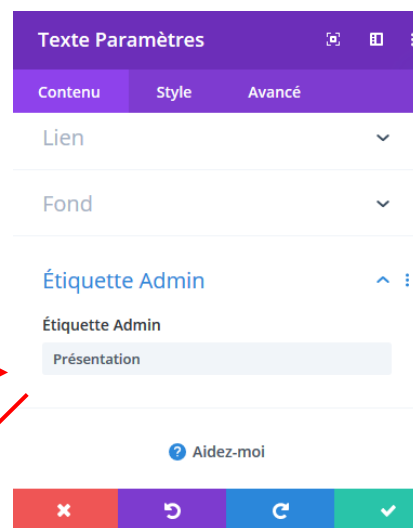 Texte Paramètres
Contenu Style Avancé
Lien
Fond
Étiquette Admin
Étiquette Admin
Présentation
Aidez-moi